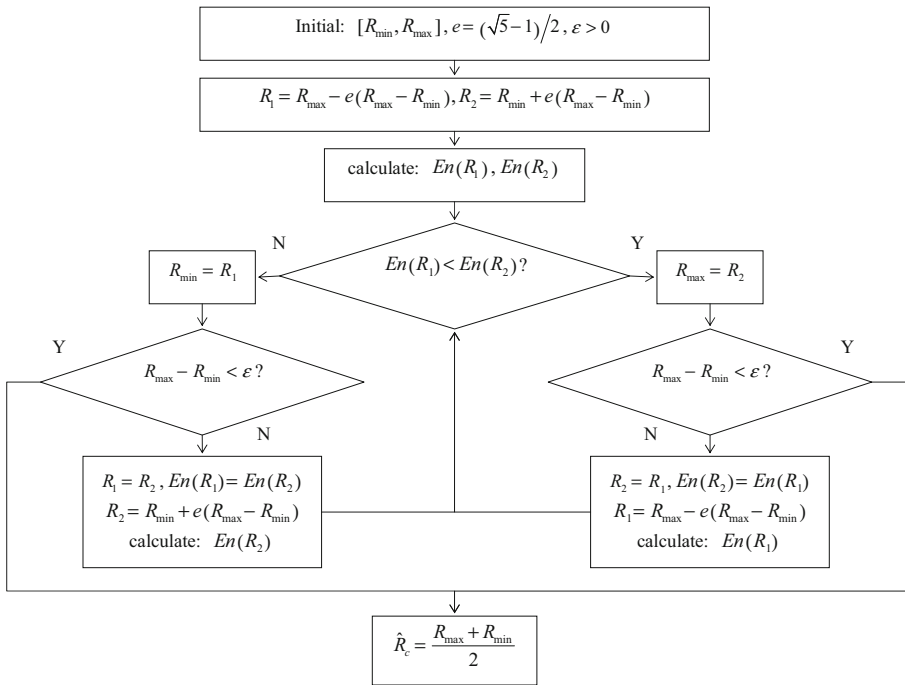 Initial: [R_min, R_max], e = (√5−1)/2, ε > 0
R_1 = R_max − e(R_max − R_min), R_2 = R_min + e(R_max − R_min)
calculate: En(R_1), En(R_2)
N
Y
En(R_1) < En(R_2)?
R_min = R_1
R_max = R_2
Y
Y
R_max − R_min < ε?
R_max − R_min < ε?
N
N
R_1 = R_2, En(R_1) = En(R_2)
R_2 = R_min + e(R_max − R_min)
calculate: En(R_2)
R_2 = R_1, En(R_2) = En(R_1)
R_1 = R_max − e(R_max − R_min)
calculate: En(R_1)
R̂_c = (R_max + R_min)/2